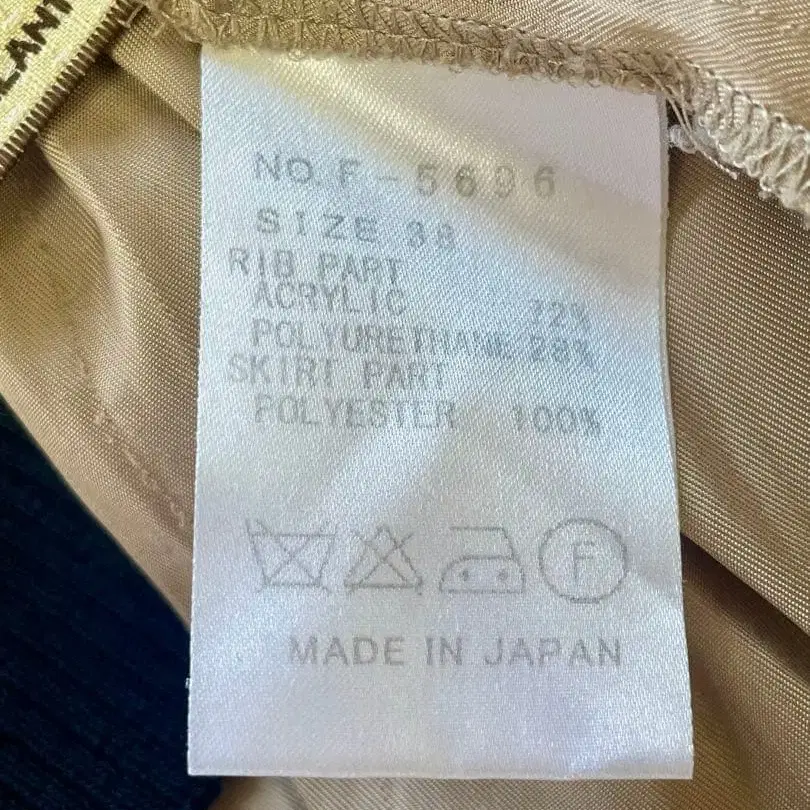 NO. F-5696
SIZE 38
RIB PART
ACRYLIC 72%
POLYURETHANE 28%
SKIRT PART
POLYESTER 100%
F
MADE IN JAPAN